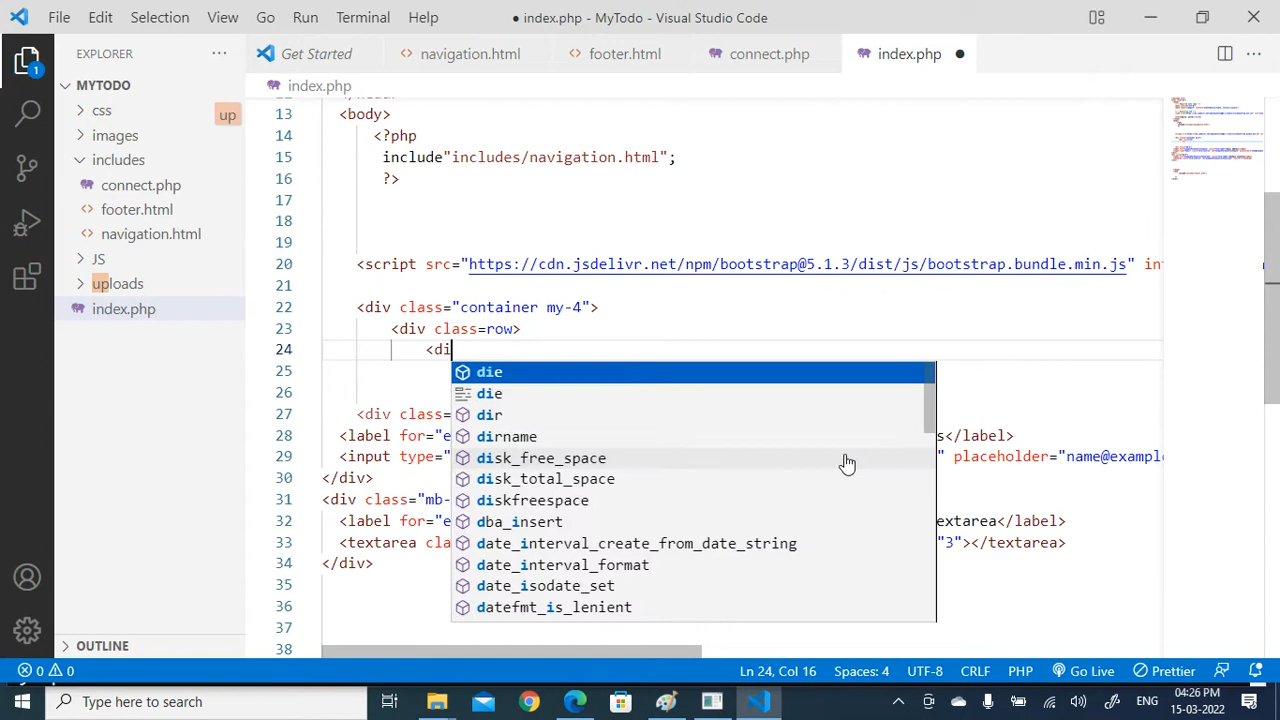 File Edit Selection View Go Run Terminal Help
● index.php - MyTodo - Visual Studio Code
EXPLORER
Get Started navigation.html footer.html connect.php index.php
MYTODO
index.php
css
images
includes
connect.php
footer.html
navigation.html
JS
uploads
index.php
up
1
13 <body>
14 <?php
15 include"includes/navigation.html";
16 ?>
17
18
19
20 <script src="https://cdn.jsdelivr.net/npm/bootstrap@5.1.3/dist/js/bootstrap.bundle.min.js"
21
22 <div class="container my-4">
23 <div class=row>
24 <di
25
26
27 <div class=
28 <label for="e s</label>
29 <input type=" " placeholder="name@examp
30 </div>
31 <div class="mb-
32 <label for="e extarea</label>
33 <textarea cla "3"></textarea>
34 </div>
35
36
37
38
die
die
dir
dirname
disk_free_space
disk_total_space
diskfreespace
dba_insert
date_interval_create_from_date_string
date_interval_format
date_isodate_set
datefmt_is_lenient
OUTLINE
0 0 Ln 24, Col 16 Spaces: 4 UTF-8 CRLF PHP Go Live Prettier
Type here to search
ENG
04:26 PM
15-03-2022